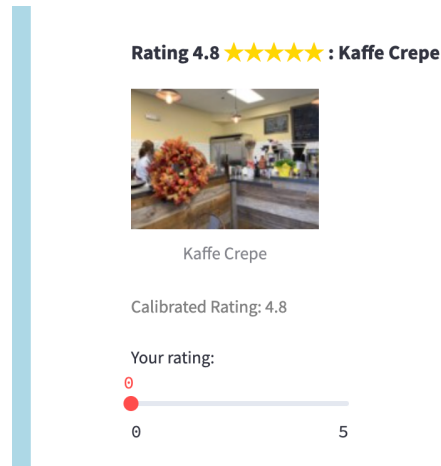 Rating 4.8 ⭐⭐⭐⭐⭐ : Kaffe Crepe
Kaffe Crepe
Calibrated Rating: 4.8
Your rating:
0
0 5